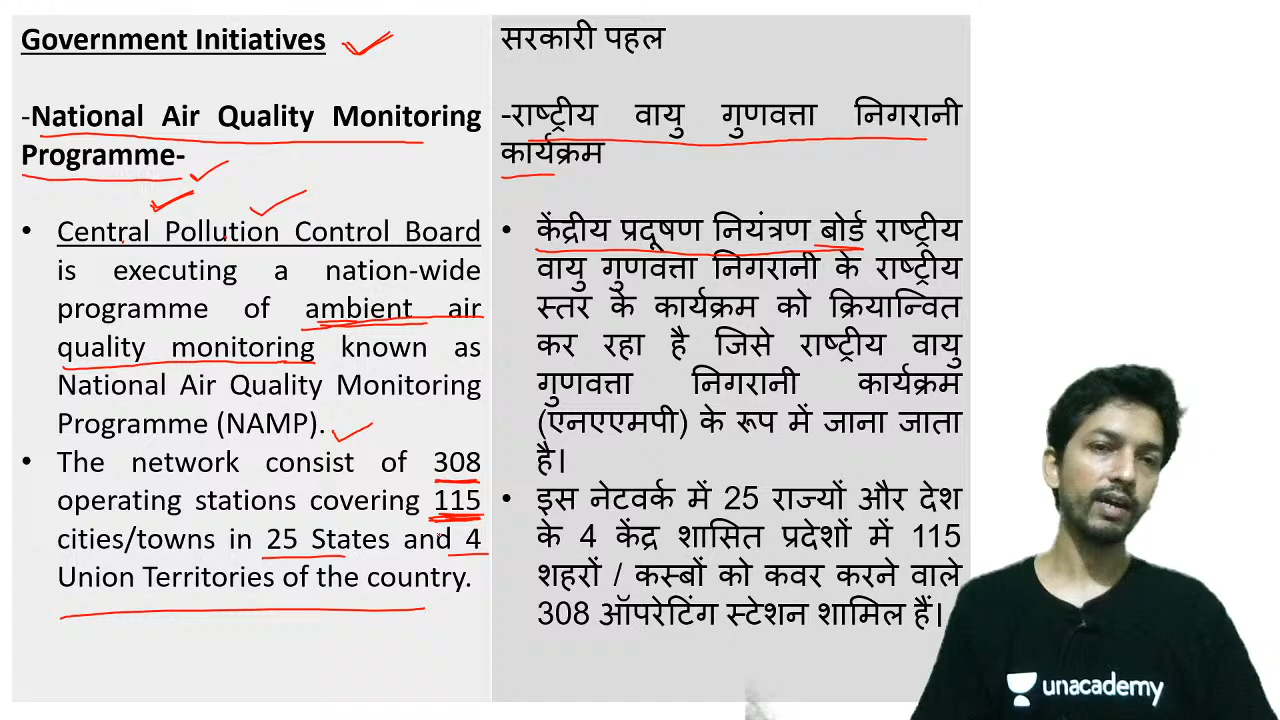 Government Initiatives
-National Air Quality Monitoring
Programme-
• Central Pollution Control Board
is executing a nation-wide
programme of ambient air
quality monitoring known as
National Air Quality Monitoring
Programme (NAMP).
• The network consist of 308
operating stations covering 115
cities/towns in 25 States and 4
Union Territories of the country.
सरकारी पहल
-राष्ट्रीय वायु गुणवत्ता निगरानी
कार्यक्रम
• केंद्रीय प्रदूषण नियंत्रण बोर्ड राष्ट्रीय
वायु गुणवत्ता निगरानी के राष्ट्रीय
स्तर के कार्यक्रम को क्रियान्वित
कर रहा है जिसे राष्ट्रीय वायु
गुणवत्ता निगरानी कार्यक्रम
(एनएएमपी) के रूप में जाना जाता
है।
• इस नेटवर्क में 25 राज्यों और देश
के 4 केंद्र शासित प्रदेशों में 115
शहरों / कस्बों को कवर करने वाले
308 ऑपरेटिंग स्टेशन शामिल हैं।
unacademy